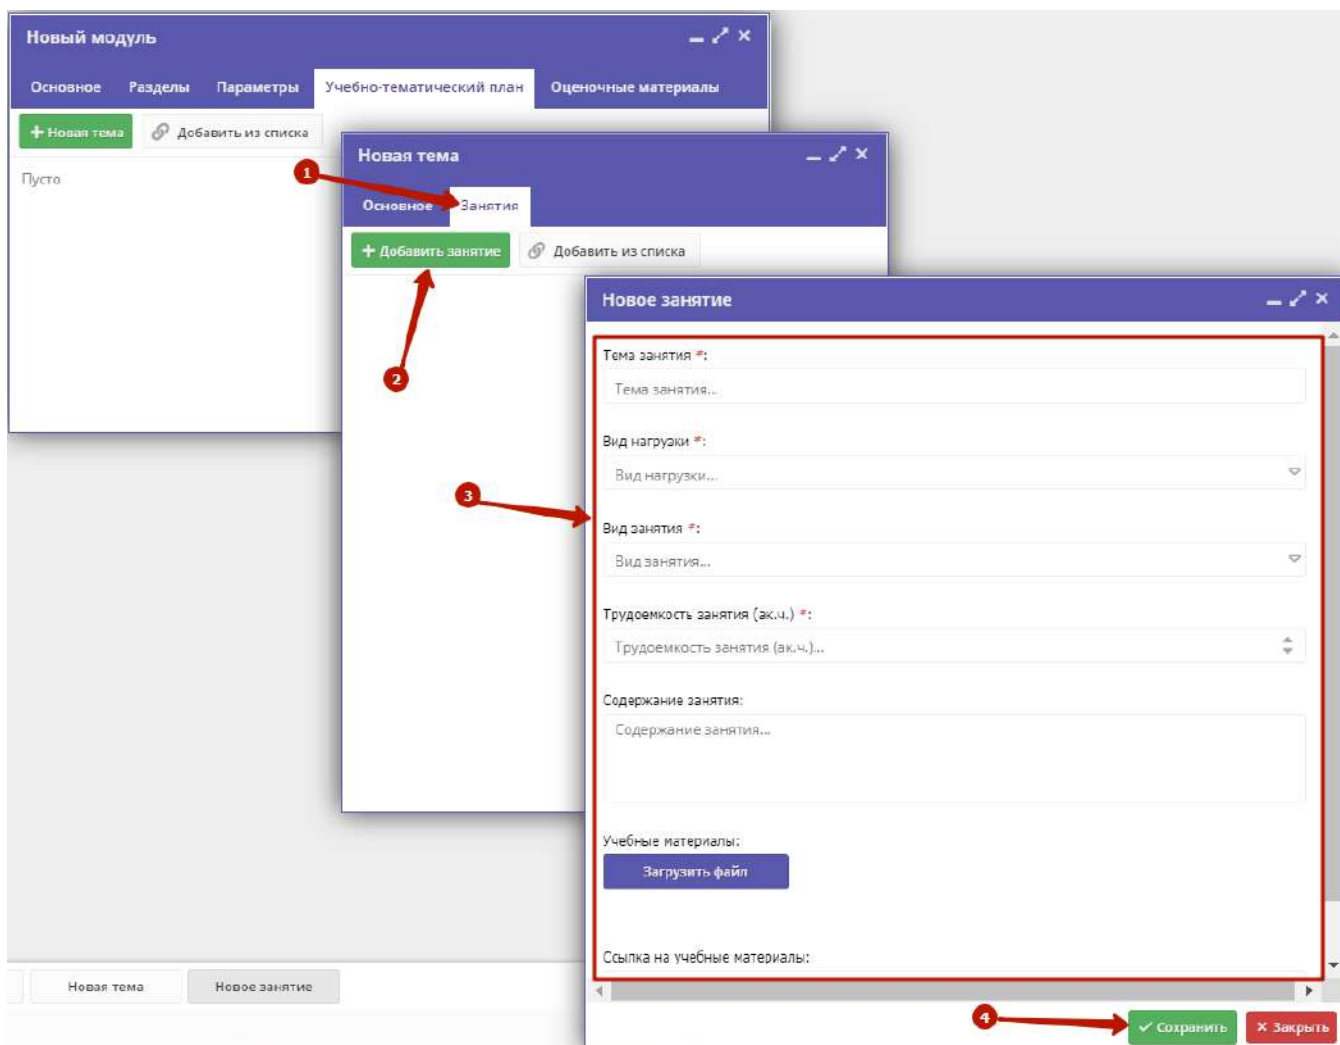 Новый модуль
Основное Разделы Параметры Учебно-тематический план Оценочные материалы
+ Новая тема Добавить из списка
Пусто
Новая тема
1
Основное Занятия
+ Добавить занятие Добавить из списка
2
Новое занятие
Тема занятия *:
Тема занятия...
Вид нагрузки *:
Вид нагрузки...
3
Вид занятия *:
Вид занятия...
Трудоемкость занятия (ак.ч.) *:
Трудоемкость занятия (ак.ч.)...
Содержание занятия:
Содержание занятия...
Учебные материалы:
Загрузить файл
Ссылка на учебные материалы:
Новая тема Новое занятие
4
Сохранить Закрыть